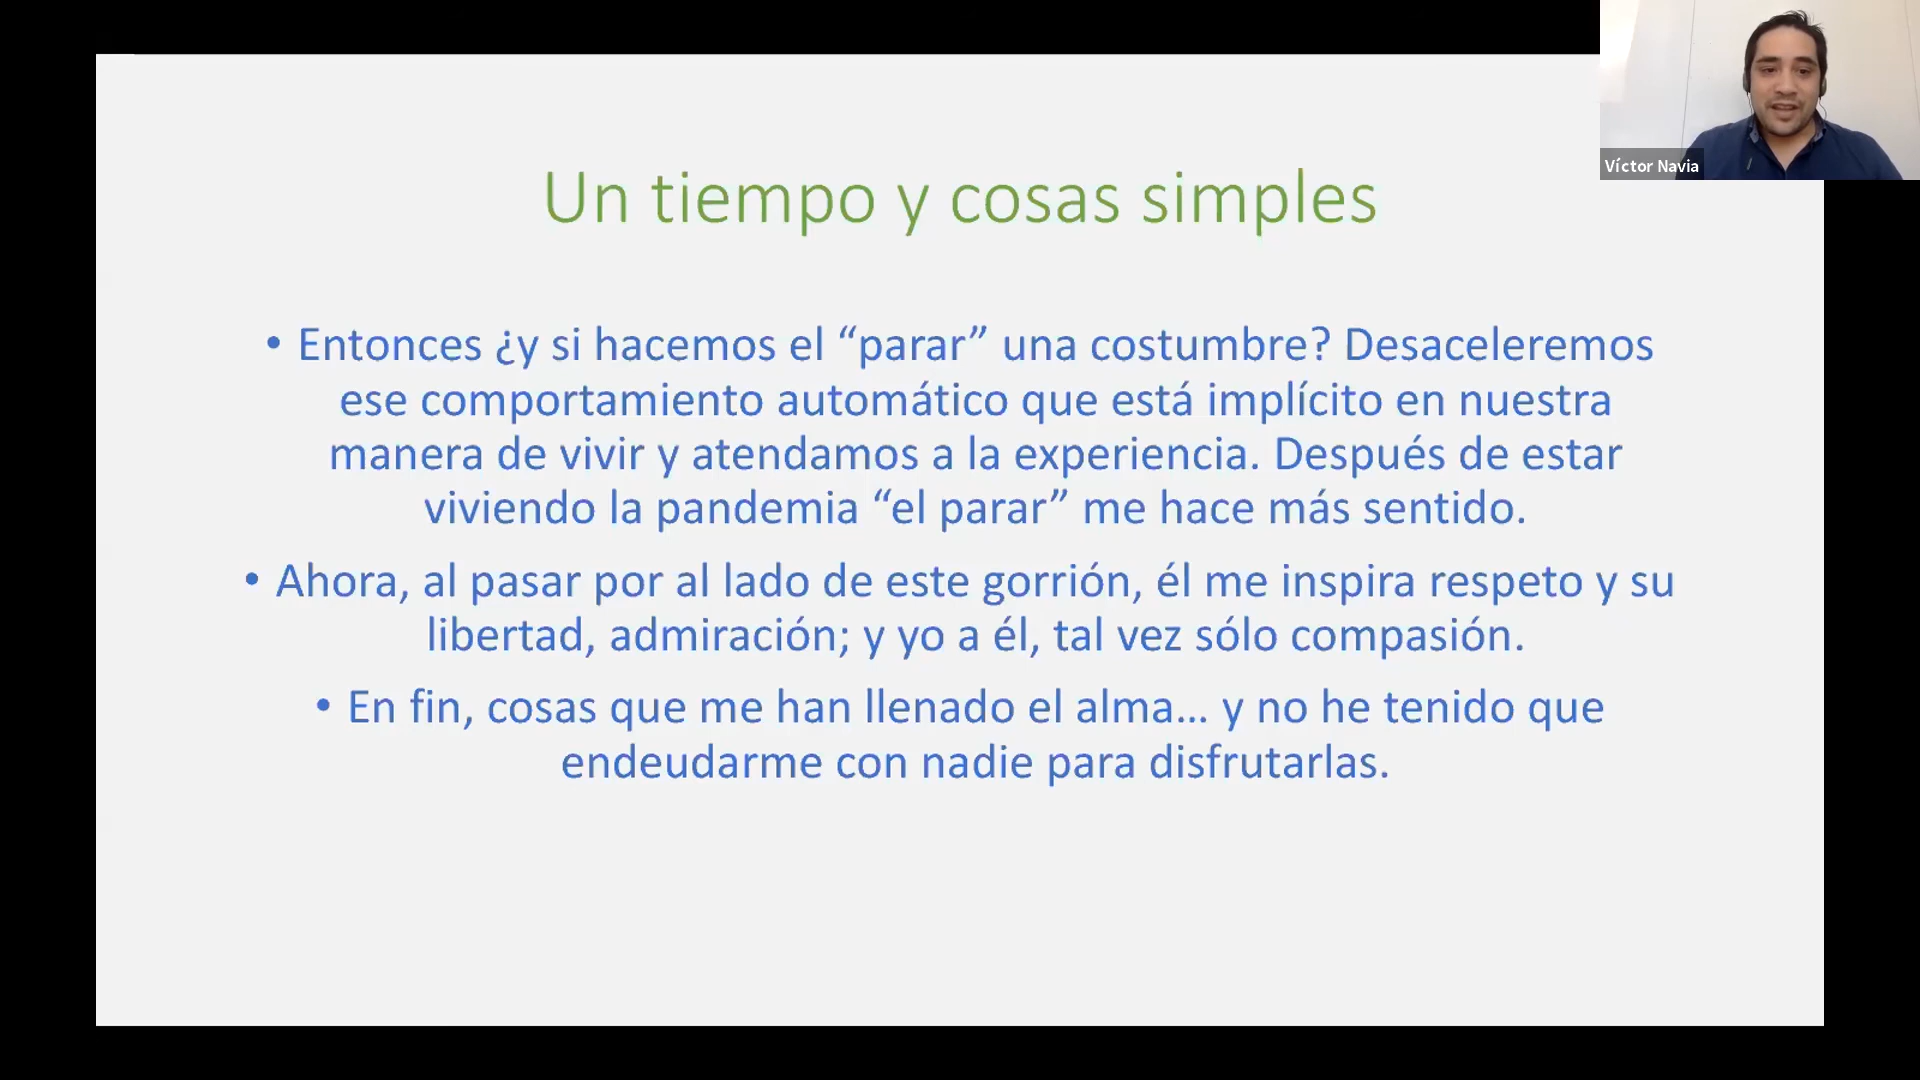 Víctor Navia
Un tiempo y cosas simples
• Entonces ¿y si hacemos el “parar” una costumbre? Desaceleremos
ese comportamiento automático que está implícito en nuestra
manera de vivir y atendamos a la experiencia. Después de estar
viviendo la pandemia “el parar” me hace más sentido.
• Ahora, al pasar por al lado de este gorrión, él me inspira respeto y su
libertad, admiración; y yo a él, tal vez sólo compasión.
• En fin, cosas que me han llenado el alma... y no he tenido que
endeudarme con nadie para disfrutarlas.